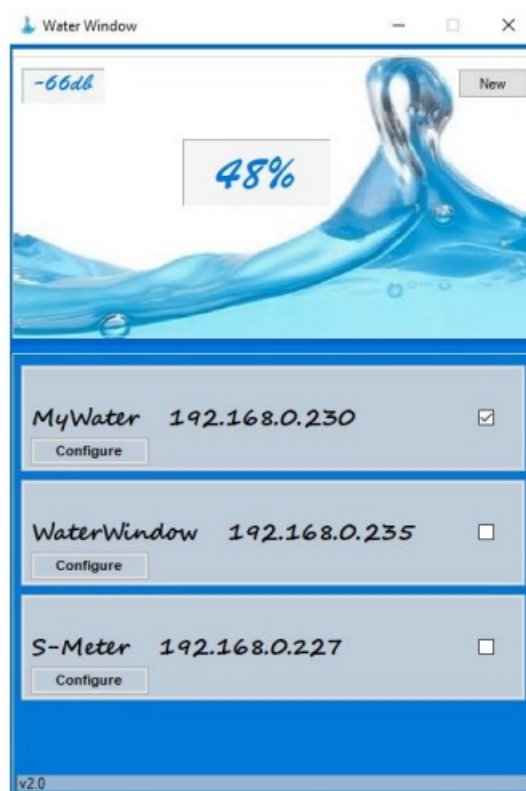 Water Window
-66db
New
48%
MyWater 192.168.0.230
Configure
WaterWindow 192.168.0.235
Configure
S-Meter 192.168.0.227
Configure
v2.0